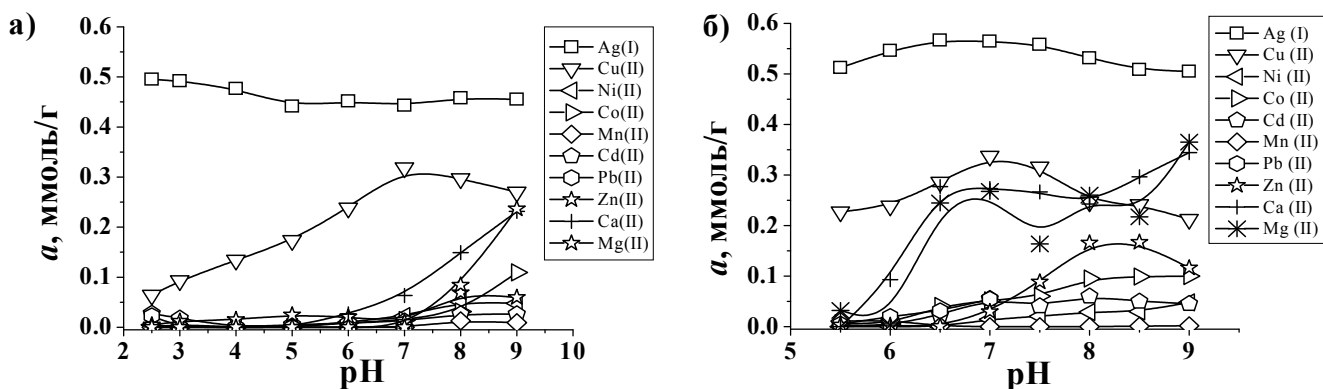 а)
0.6
0.5
0.4
0.3
0.2
0.1
0.0
a, ммоль/г
2 3 4 5 6 7 8 9 10
pH
Ag(I)
Cu(II)
Ni(II)
Co(II)
Mn(II)
Cd(II)
Pb(II)
Zn(II)
Ca(II)
Mg(II)
б)
0.6
0.5
0.4
0.3
0.2
0.1
0.0
a, ммоль/г
5 6 7 8 9
pH
Ag (I)
Cu (II)
Ni (II)
Co (II)
Cd (II)
Mn (II)
Pb (II)
Zn (II)
Ca (II)
Mg (II)